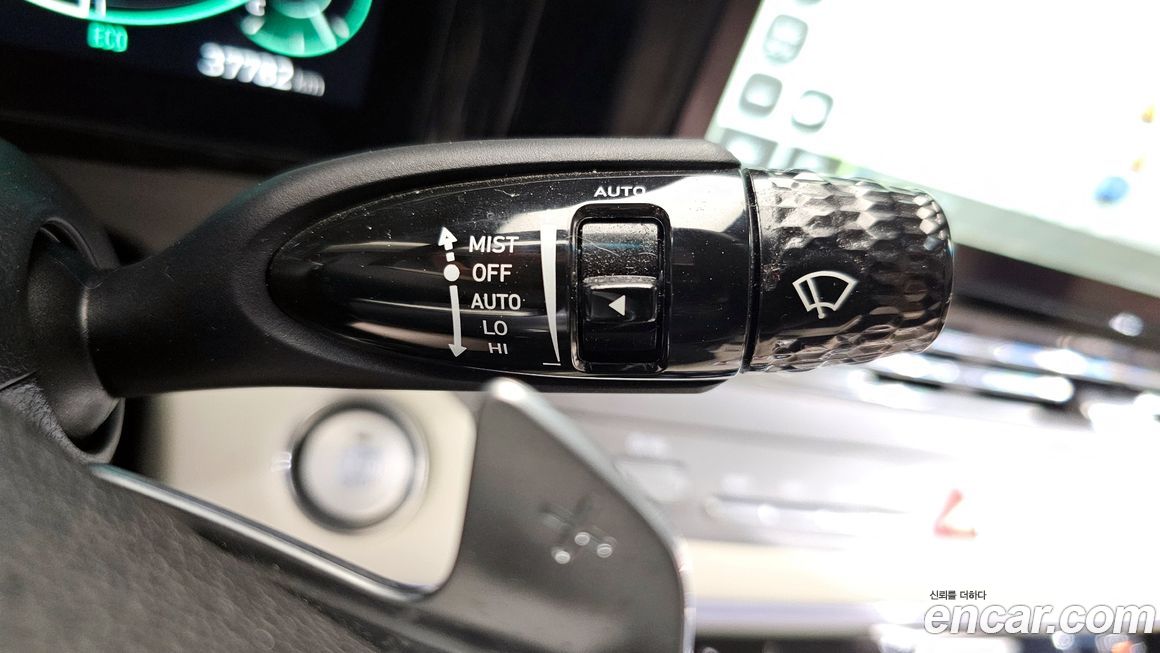 ECO
37782 km
AUTO
MIST
OFF
AUTO
LO
HI
신뢰를 더하다
encar.com